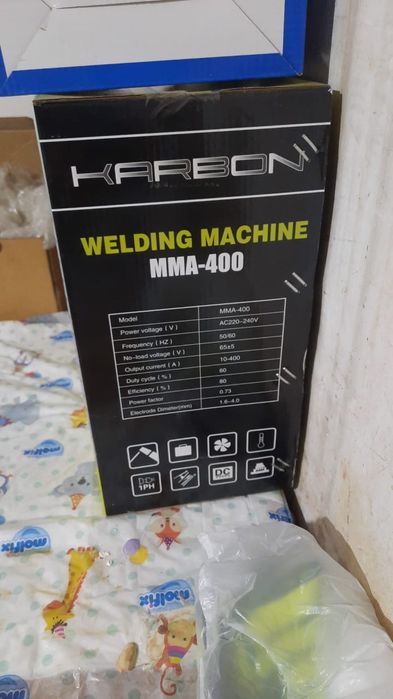 KARBON
WELDING MACHINE
MMA-400
Model MMA-400
Power voltage ( V ) AC220-240V
Frequency ( HZ ) 50/60
No-load voltage ( V ) 65±5
Output current ( A ) 10-400
Duty cycle ( % ) 60
Efficiency ( % ) 80
Power factor 0.73
Electrode Dimeter(mm) 1.6-4.0
1PH
DC
molfix
molfix
molfix
molfix